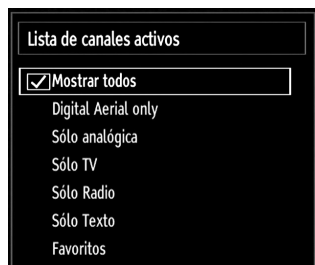 Lista de canales activos
Mostrar todos
Digital Aerial only
Sólo analógica
Sólo TV
Sólo Radio
Sólo Texto
Favoritos